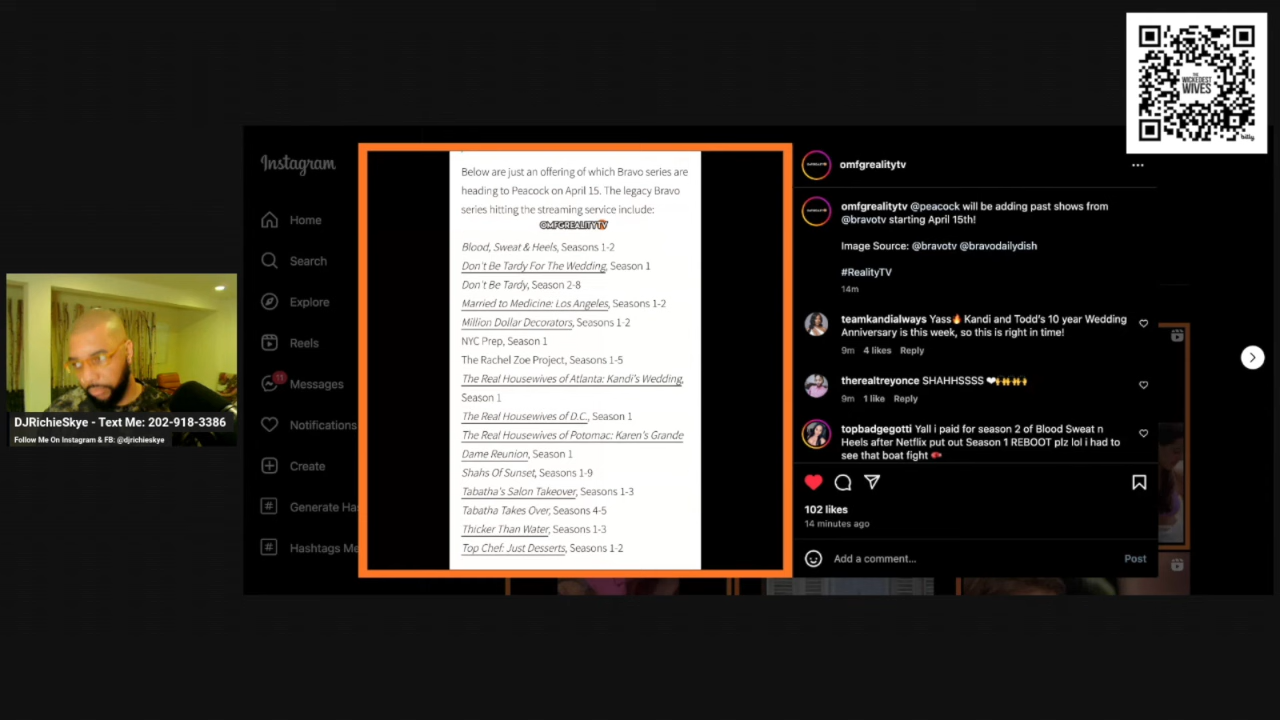 THE
WICKEDEST
WIVES
bitly
Instagram
Home
Search
Explore
Reels
11
Messages
Notifications
Create
Generate Ha
Hashtags Me
Below are just an offering of which Bravo series are
heading to Peacock on April 15. The legacy Bravo
series hitting the streaming service include:
OMFGREALITYTV
Blood, Sweat & Heels, Seasons 1-2
Don't Be Tardy For The Wedding, Season 1
Don't Be Tardy, Season 2-8
Married to Medicine: Los Angeles, Seasons 1-2
Million Dollar Decorators, Seasons 1-2
NYC Prep, Season 1
The Rachel Zoe Project, Seasons 1-5
The Real Housewives of Atlanta: Kandi's Wedding,
Season 1
The Real Housewives of D.C., Season 1
The Real Housewives of Potomac: Karen's Grande
Dame Reunion, Season 1
Shahs Of Sunset, Seasons 1-9
Tabatha's Salon Takeover, Seasons 1-3
Tabatha Takes Over, Seasons 4-5
Thicker Than Water, Seasons 1-3
Top Chef: Just Desserts, Seasons 1-2
omfgrealitytv
omfgrealitytv @peacock will be adding past shows from
@bravotv starting April 15th!
Image Source: @bravotv @bravodailydish
#RealityTV
14m
teamkandialways Yass🔥 Kandi and Todd's 10 year Wedding
Anniversary is this week, so this is right in time!
9m 4 likes Reply
therealtreyonce SHAHHSSSS ❤🙌🙌
9m 1 like Reply
topbadgegotti Yall i paid for season 2 of Blood Sweat n
Heels after Netflix put out Season 1 REBOOT plz lol i had to
see that boat fight 🥊
102 likes
14 minutes ago
Add a comment...
Post
DJRichieSkye - Text Me: 202-918-3386
Follow Me On Instagram & FB: @djrichieskye